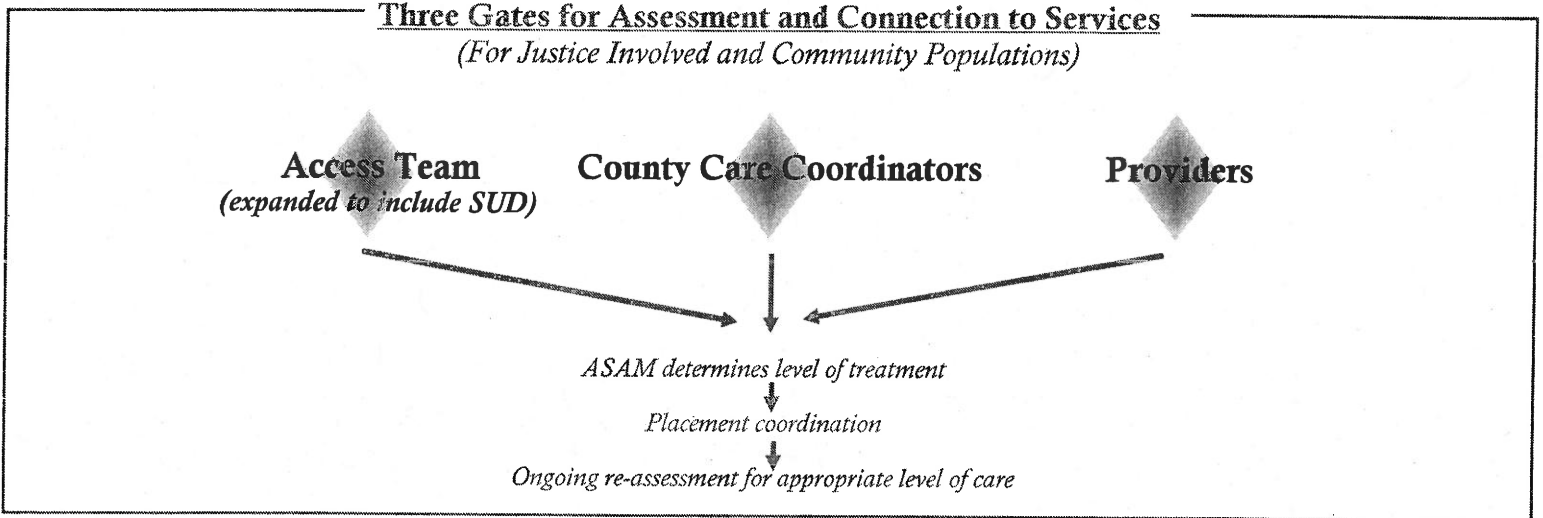 Three Gates for Assessment and Connection to Services
(For Justice Involved and Community Populations)
Access Team
(expanded to include SUD)
County Care Coordinators
Providers
ASAM determines level of treatment
Placement coordination
Ongoing re-assessment for appropriate level of care